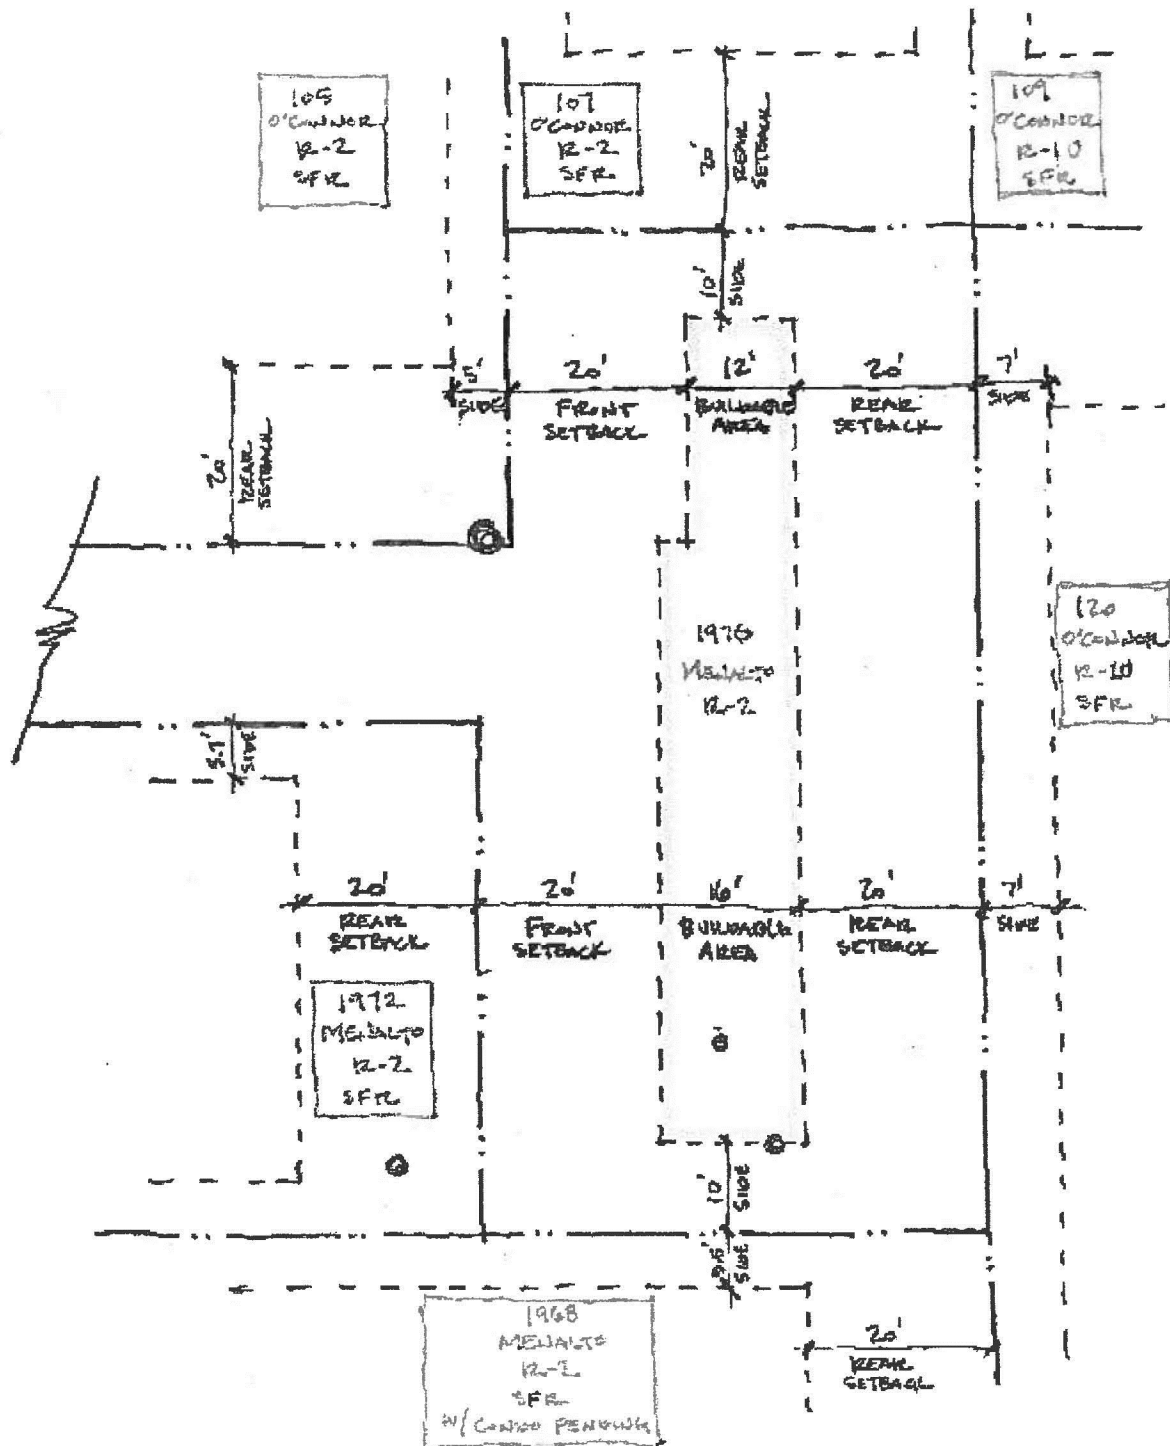 105
O'CONNOR
R-2
SFR
107
O'CONNOR
R-2
SFR
20'
REAR
SETBACK
109
O'CONNOR
R-10
SFR
10'
SIDE
5'
SIDE
20'
FRONT
SETBACK
12'
BUILDABLE
AREA
20'
REAR
SETBACK
7'
SIDE
20'
REAR
SETBACK
MENALTO
R-2
120
O'CONNOR
R-10
SFR
SIDE
20'
REAR
SETBACK
20'
FRONT
SETBACK
16'
BUILDABLE
AREA
20'
REAR
SETBACK
7'
SIDE
1972
MENALTO
R-2
SFR
10'
SIDE
SIDE
1968
MENALTO
R-2
SFR
W/ CONDO PENDING
20'
REAR
SETBACK